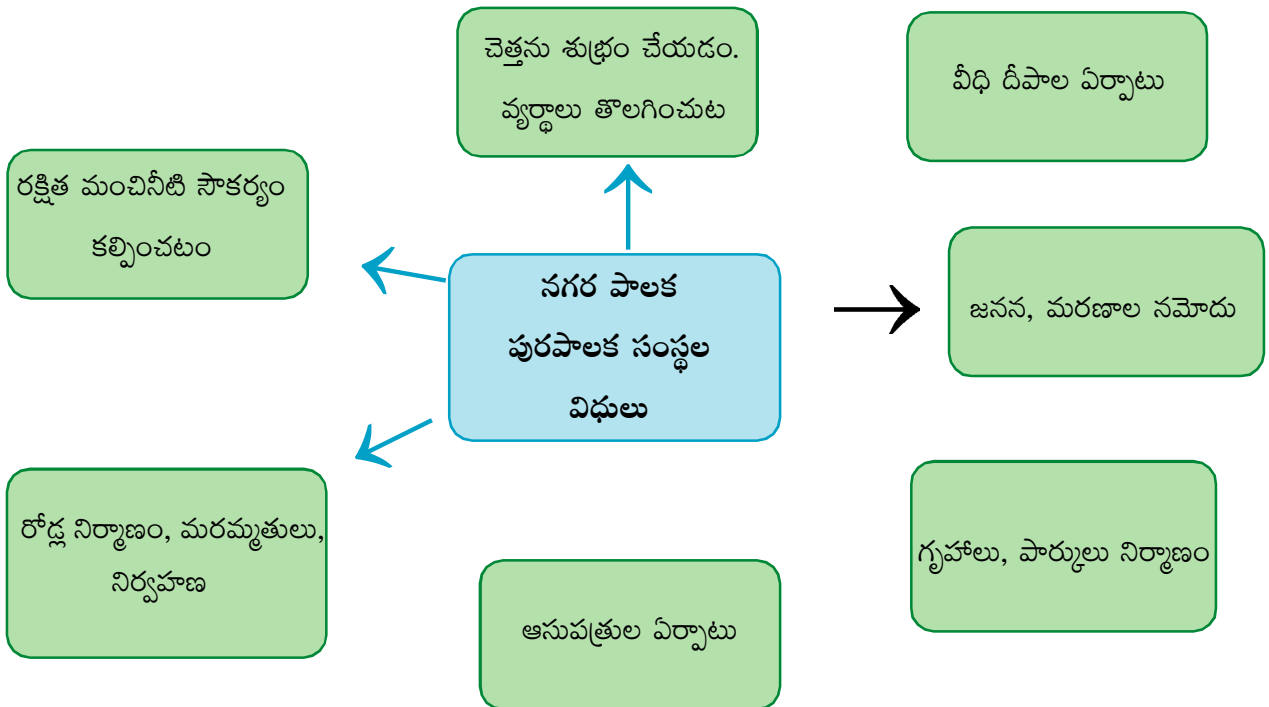 చెత్తను శుభ్రం చేయడం.
వ్యర్థాలు తొలగించుట
వీధి దీపాల ఏర్పాటు
రక్షిత మంచినీటి సౌకర్యం
కల్పించటం
నగర పాలక
పురపాలక సంస్థల
విధులు
జనన, మరణాల నమోదు
రోడ్ల నిర్మాణం, మరమ్మతులు,
నిర్వహణ
గృహాలు, పార్కులు నిర్మాణం
ఆసుపత్రుల ఏర్పాటు